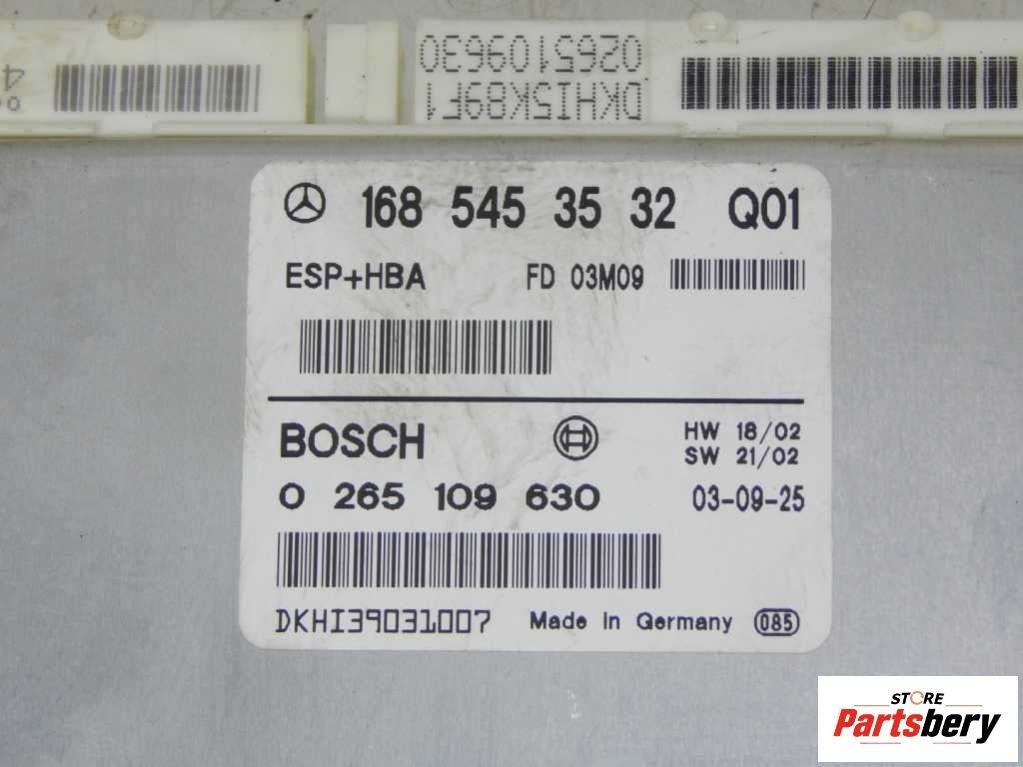 0265109630
DKHI5K89F1
4
168 545 35 32 Q01
ESP+HBA FD 03M09
BOSCH
HW 18/02
SW 21/02
0 265 109 630 03-09-25
DKHI39031007 Made In Germany 085
STORE
Partsbery